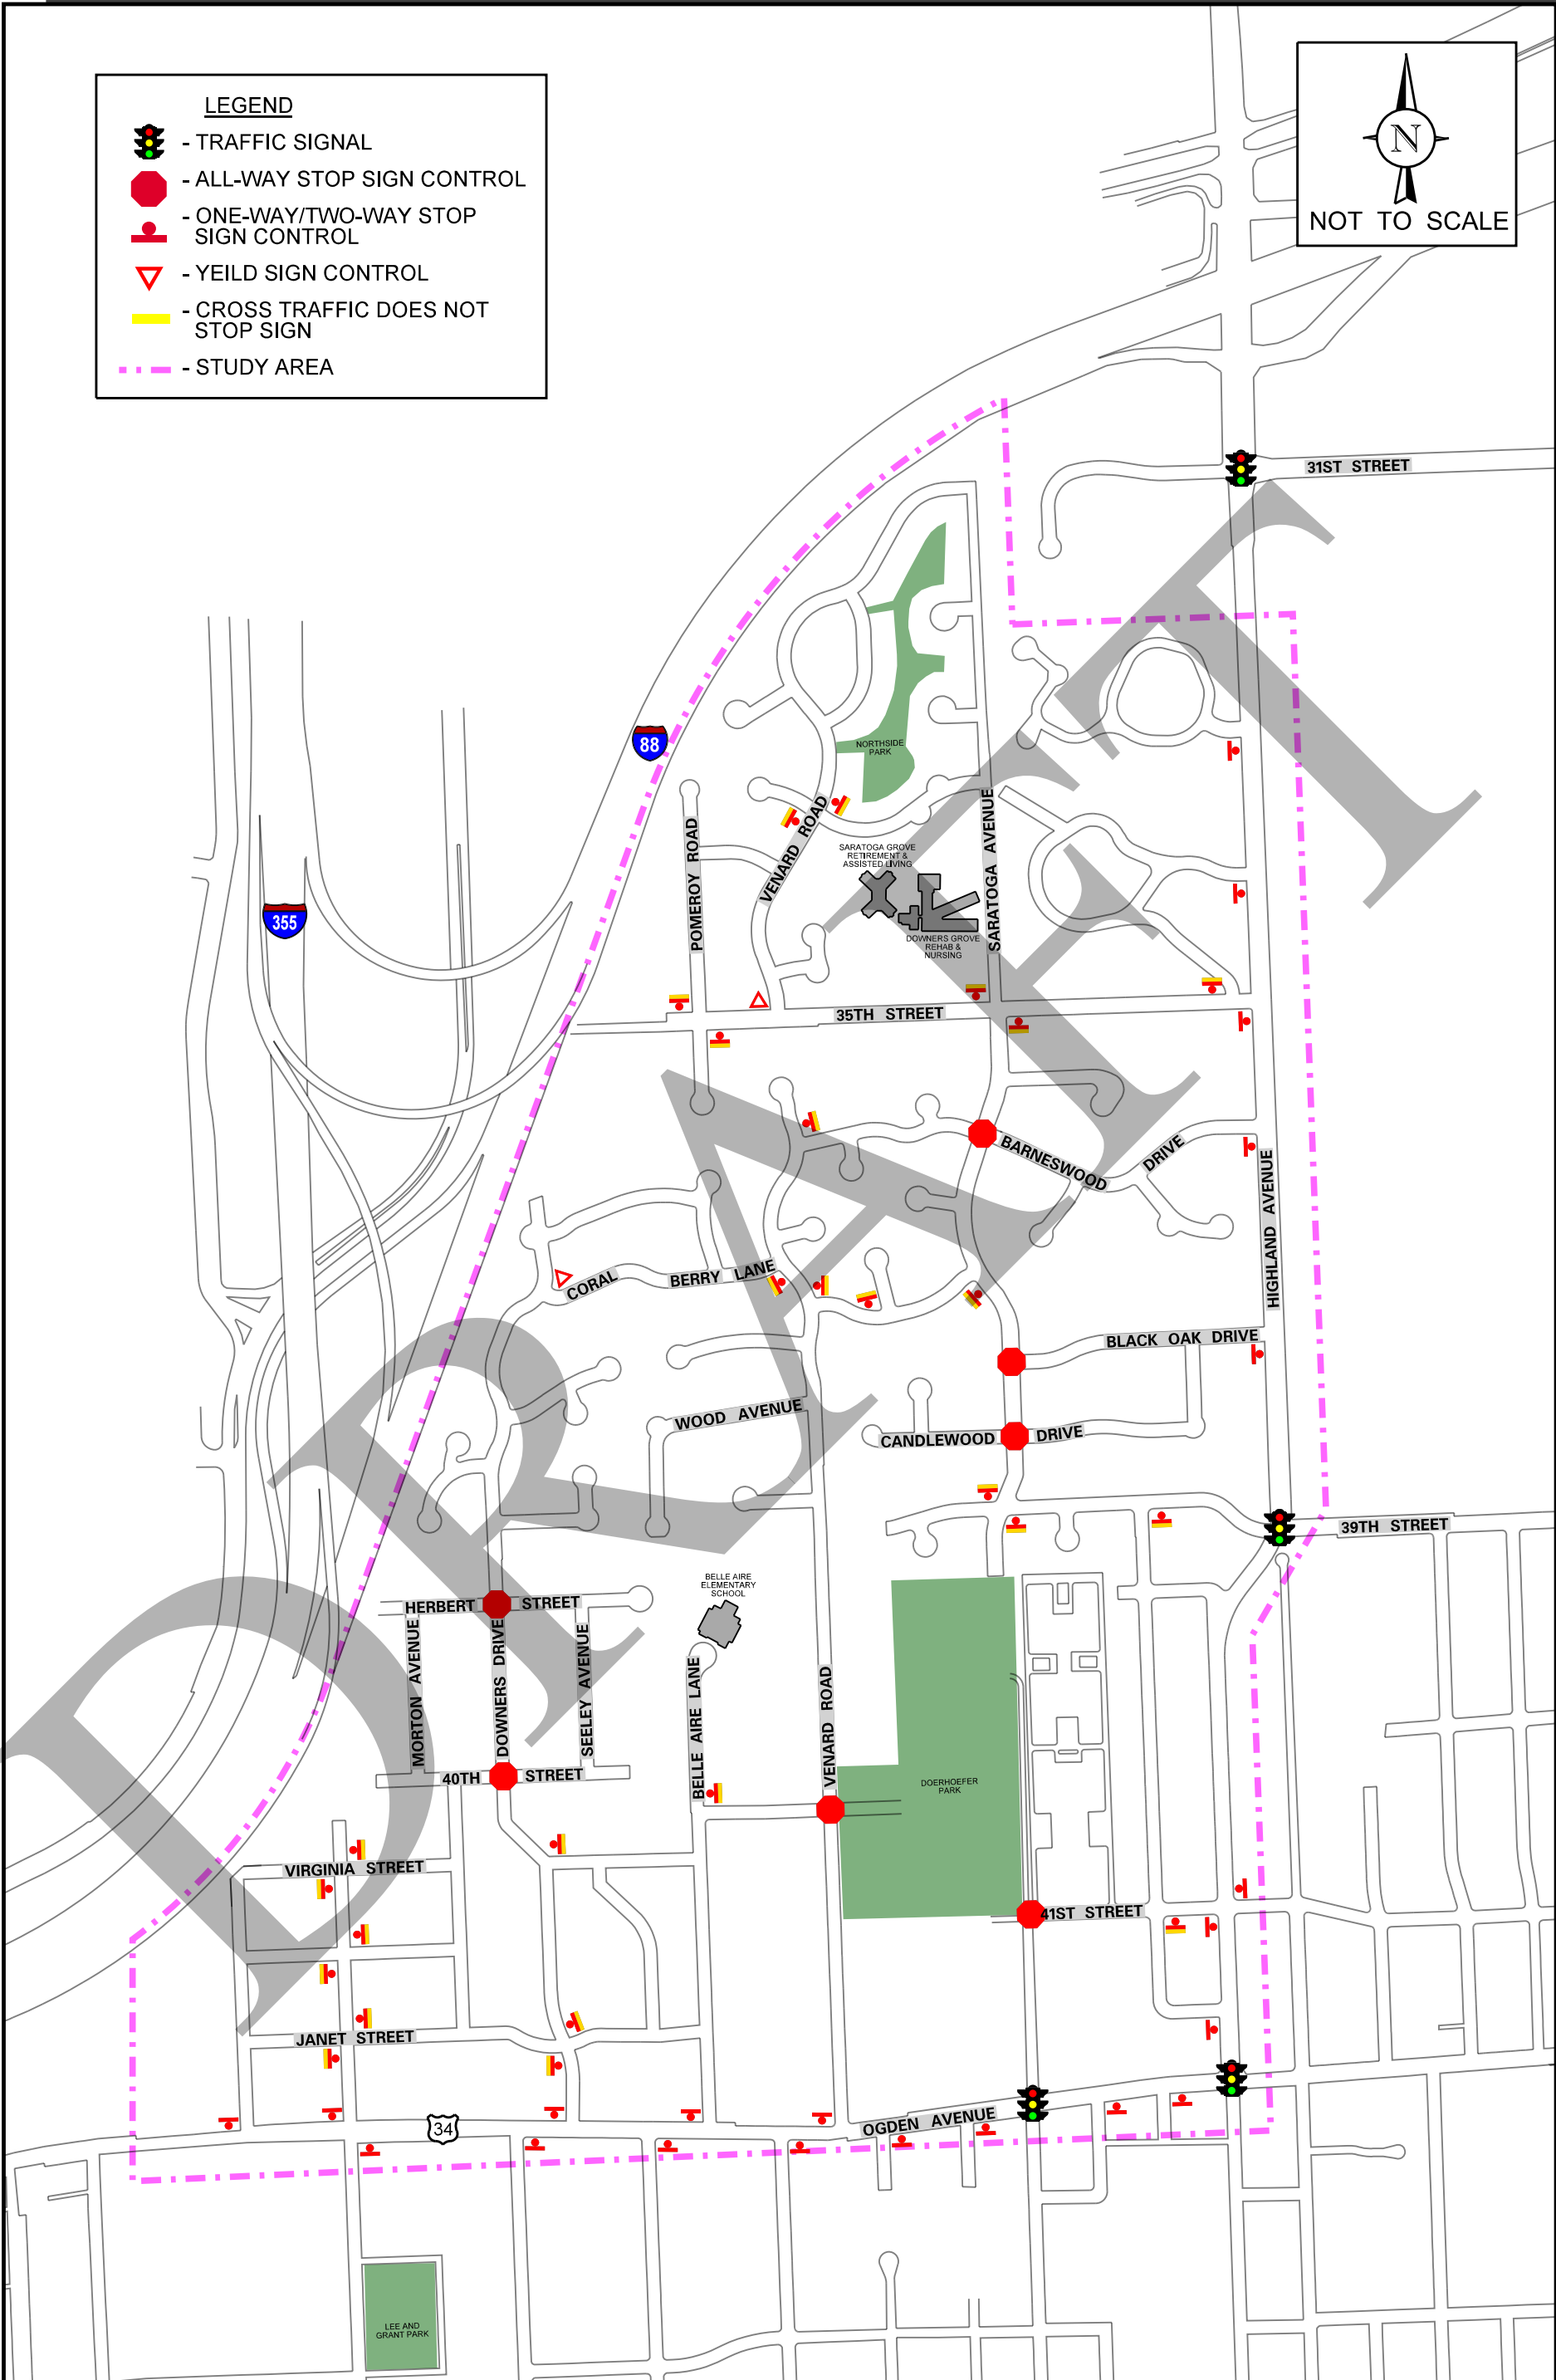 LEGEND
- TRAFFIC SIGNAL
- ALL-WAY STOP SIGN CONTROL
- ONE-WAY/TWO-WAY STOP
SIGN CONTROL
- YEILD SIGN CONTROL
- CROSS TRAFFIC DOES NOT
STOP SIGN
- STUDY AREA
N
NOT TO SCALE
31ST STREET
88
NORTHSIDE
PARK
POMEROY ROAD
VENARD ROAD
SARATOGA AVENUE
SARATOGA GROVE
RETIREMENT &
ASSISTED LIVING
355
DOWNERS GROVE
REHAB &
NURSING
35TH STREET
BARNESWOOD
DRIVE
HIGHLAND AVENUE
CORAL
BERRY LANE
BLACK OAK DRIVE
WOOD AVENUE
CANDLEWOOD
DRIVE
39TH STREET
BELLE AIRE
ELEMENTARY
SCHOOL
HERBERT
STREET
MORTON AVENUE
DOWNERS DRIVE
SEELEY AVENUE
BELLE AIRE LANE
VENARD ROAD
40TH
STREET
DOERHOEFER
PARK
VIRGINIA STREET
41ST STREET
JANET STREET
34
OGDEN AVENUE
LEE AND
GRANT PARK
DRAFT